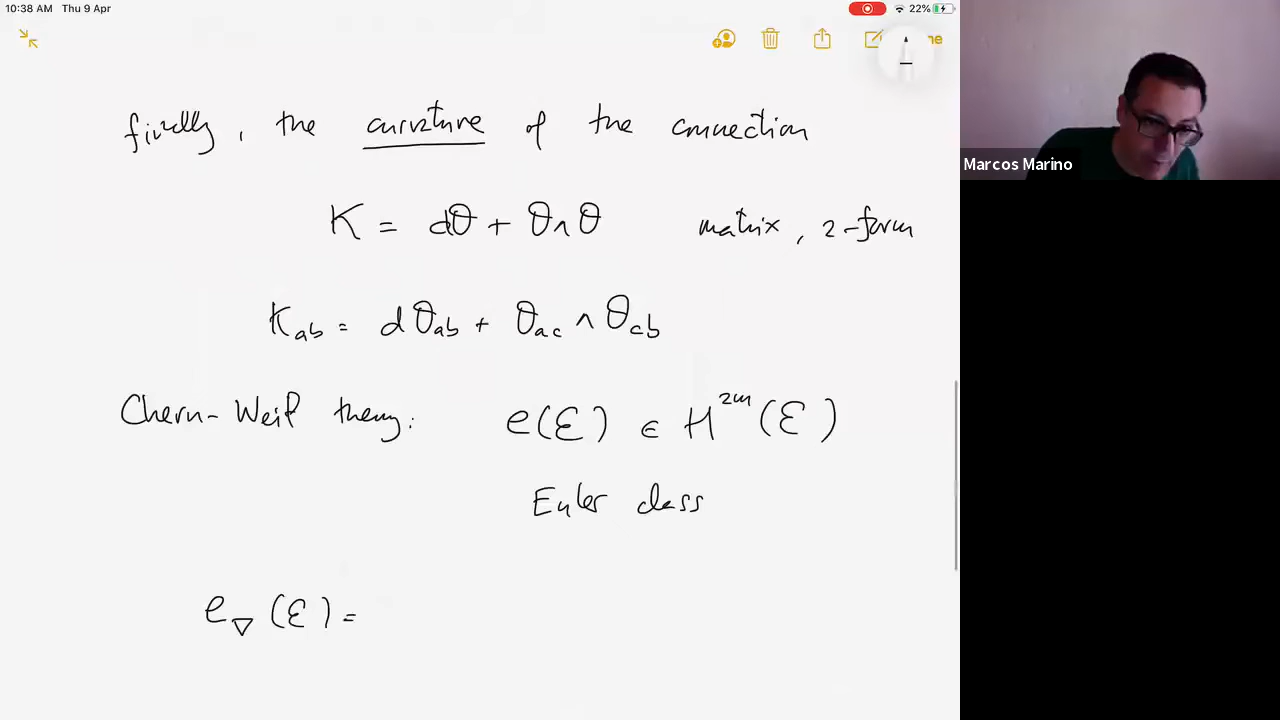 10:38 AM Thu 9 Apr
22%
ne
finally, the curvature of the connection
K = dθ + θ∧θ matrix, 2-form
K_ab = dθ_ab + θ_ac ∧ θ_cb
Chern-Weil theory: e(ℰ) ∈ H^2m (ℰ)
Euler class
e_∇ (ℰ) =
Marcos Marino